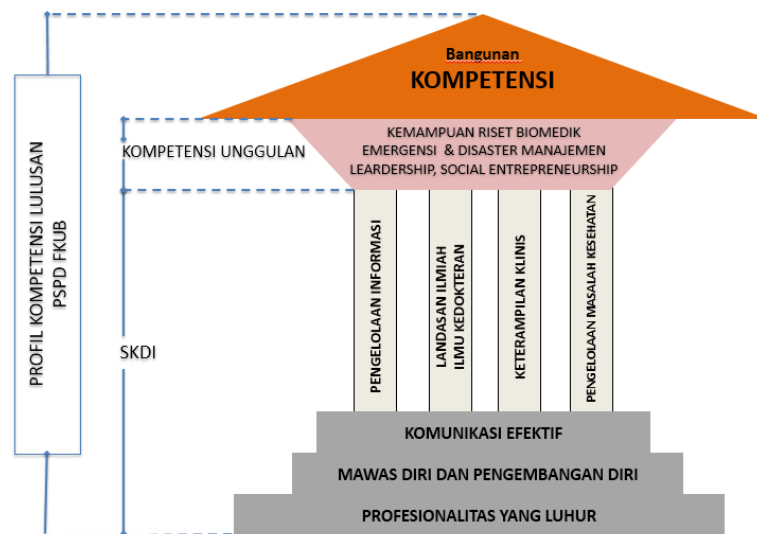 Bangunan
KOMPETENSI
KEMAMPUAN RISET BIOMEDIK
EMERGENSI & DISASTER MANAJEMEN
LEARDERSHIP, SOCIAL ENTREPRENEURSHIP
KOMPETENSI UNGGULAN
PROFIL KOMPETENSI LULUSAN
PSPD FKUB
SKDI
PENGELOLAAN INFORMASI
LANDASAN ILMIAH
ILMU KEDOKTERAN
KETERAMPILAN KLINIS
PENGELOLAAN MASALAH KESEHATAN
KOMUNIKASI EFEKTIF
MAWAS DIRI DAN PENGEMBANGAN DIRI
PROFESIONALITAS YANG LUHUR